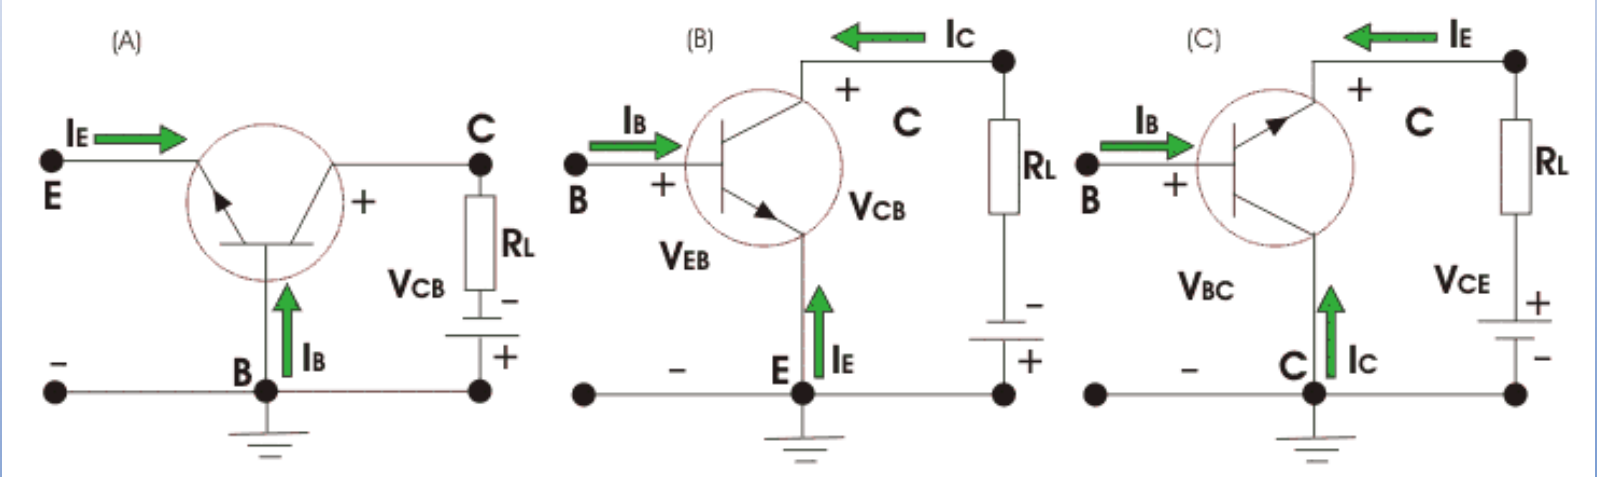 (A)
IE
E
C
+
RL
VCB
-
+
-
B
IB
(B)
IC
IB
+
C
B
+
RL
VCB
VEB
-
+
-
E
IE
(C)
IE
IB
+
C
B
+
RL
VBC
VCE
+
-
-
C
IC